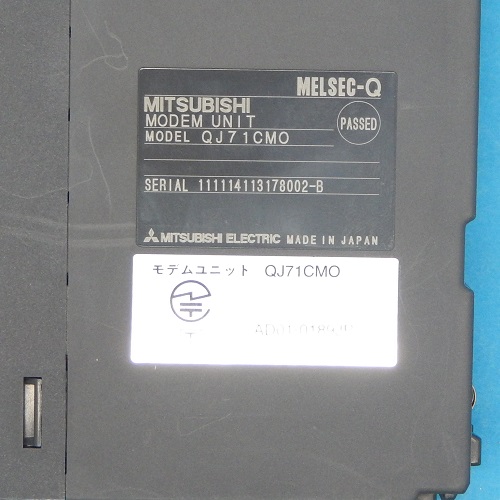 MELSEC-Q
MITSUBISHI
MODEM UNIT
PASSED
MODEL QJ71CMO
SERIAL 111114113178002-B
MITSUBISHI ELECTRIC MADE IN JAPAN
モデムユニット QJ71CMO
T